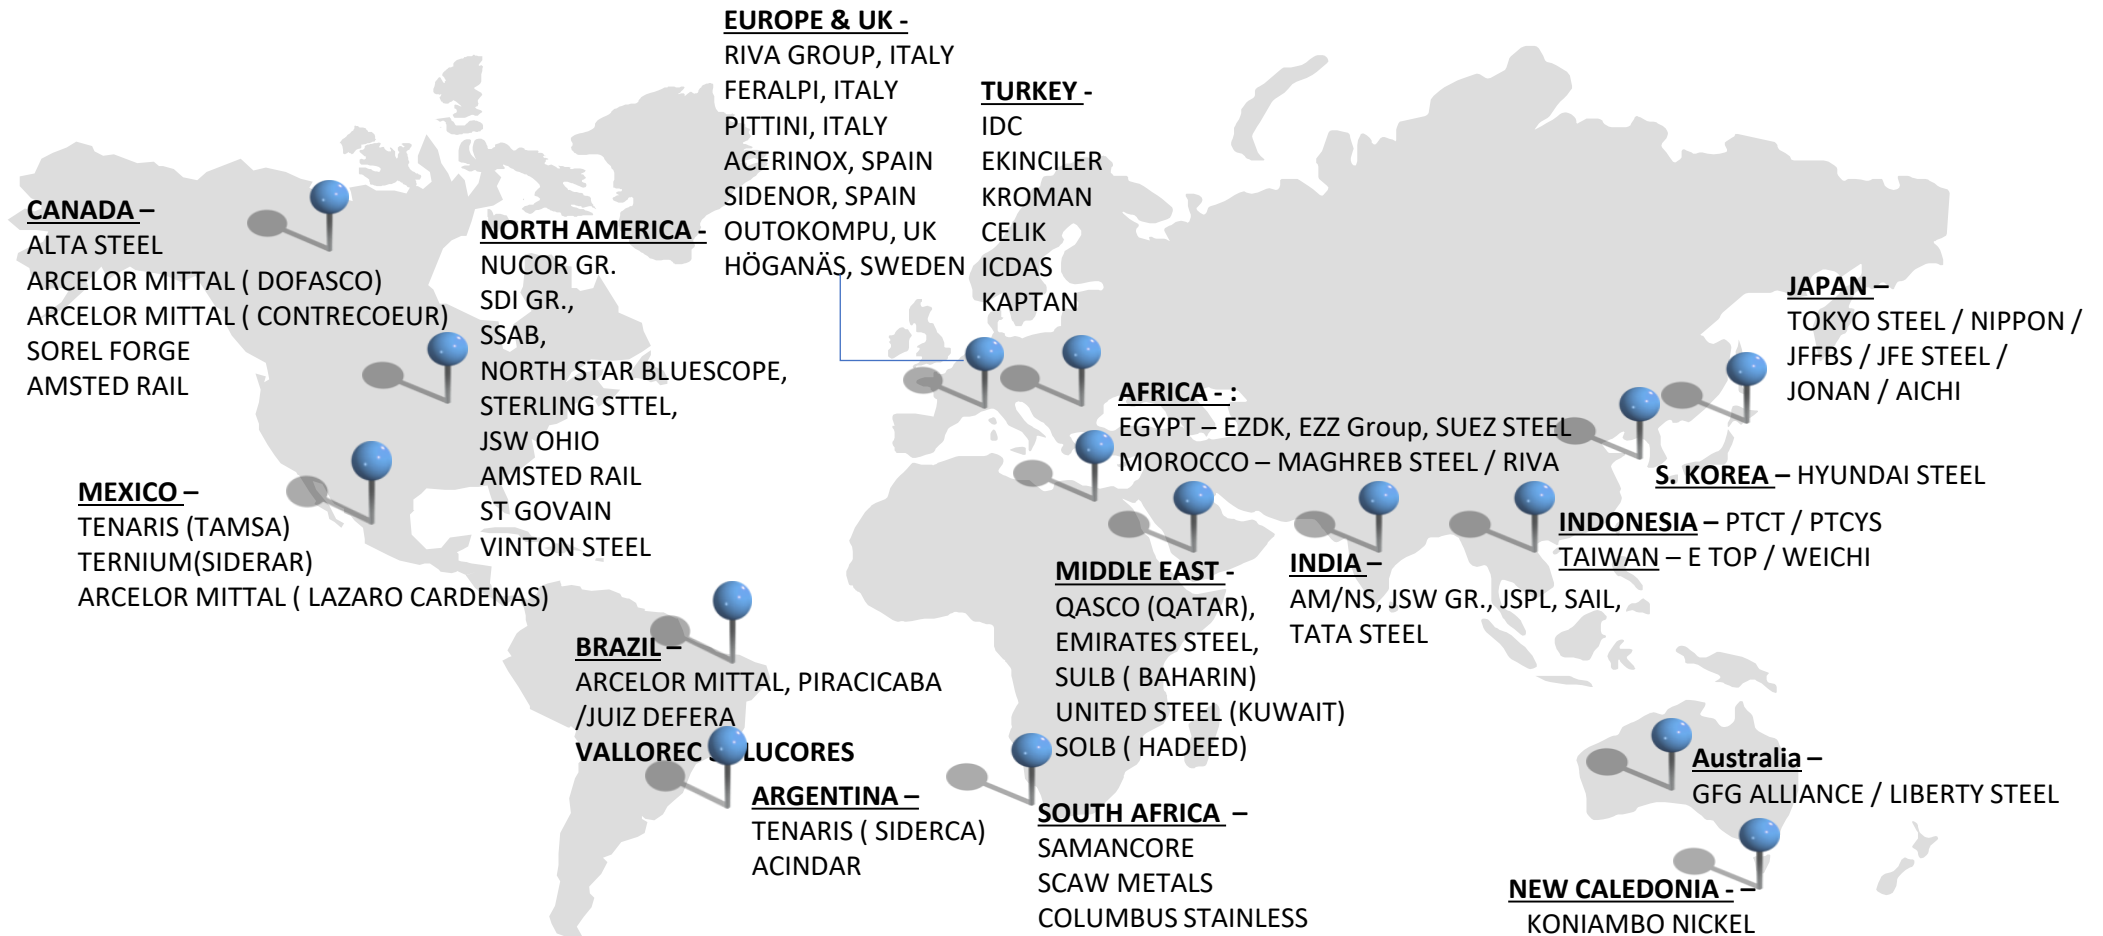 EUROPE & UK -
RIVA GROUP, ITALY
FERALPI, ITALY
PITTINI, ITALY
ACERINOX, SPAIN
SIDENOR, SPAIN
OUTOKOMPU, UK
HÖGANÄS, SWEDEN
TURKEY -
IDC
EKINCILER
KROMAN
CELIK
ICDAS
KAPTAN
CANADA –
ALTA STEEL
ARCELOR MITTAL ( DOFASCO)
ARCELOR MITTAL ( CONTRECOEUR)
SOREL FORGE
AMSTED RAIL
NORTH AMERICA -
NUCOR GR.
SDI GR.,
SSAB,
NORTH STAR BLUESCOPE,
STERLING STTEL,
JSW OHIO
AMSTED RAIL
ST GOVAIN
VINTON STEEL
JAPAN –
TOKYO STEEL / NIPPON /
JFFBS / JFE STEEL /
JONAN / AICHI
AFRICA - :
EGYPT – EZDK, EZZ Group, SUEZ STEEL
MOROCCO – MAGHREB STEEL / RIVA
S. KOREA – HYUNDAI STEEL
MEXICO –
TENARIS (TAMSA)
TERNIUM(SIDERAR)
ARCELOR MITTAL ( LAZARO CARDENAS)
INDONESIA – PTCT / PTCYS
TAIWAN – E TOP / WEICHI
MIDDLE EAST -
QASCO (QATAR),
EMIRATES STEEL,
SULB ( BAHARIN)
UNITED STEEL (KUWAIT)
SOLB ( HADEED)
INDIA –
AM/NS, JSW GR., JSPL, SAIL,
TATA STEEL
BRAZIL –
ARCELOR MITTAL, PIRACICABA
/JUIZ DEFERA
VALLOREC
ARGENTINA –
TENARIS ( SIDERCA)
ACINDAR
SOUTH AFRICA –
SAMANCORE
SCAW METALS
COLUMBUS STAINLESS
Australia –
GFG ALLIANCE / LIBERTY STEEL
NEW CALEDONIA - –
KONIAMBO NICKEL